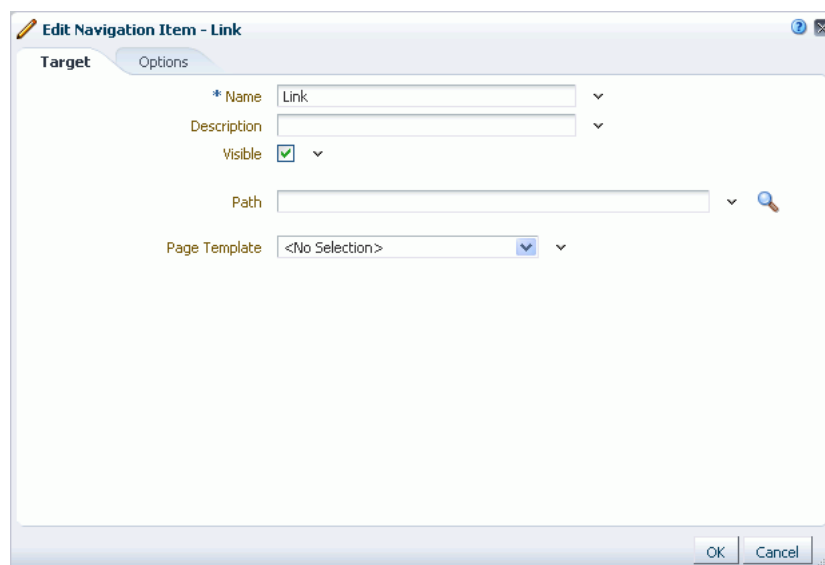 Edit Navigation Item - Link
Target Options
* Name Link
Description
Visible
Path
Page Template <No Selection>
OK Cancel